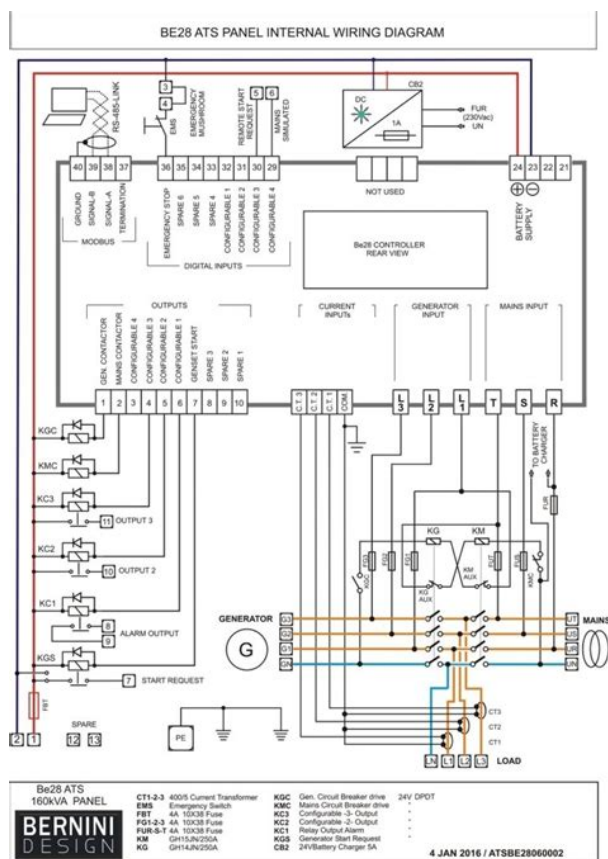 BE28 ATS PANEL INTERNAL WIRING DIAGRAM
RS-485-LINK
3
4
EMS
EMERGENCY
MUSHROOM
REMOTE START
REQUEST
5
6
MAINS
SIMULATED
DC
1A
CB2
FUR
(230Vac)
UN
40 39 38 37
36 35 34 33 32 31 30 29
24 23 22 21
GROUND
SIGNAL-B
SIGNAL-A
TERMINATION
MODBUS
EMERGENCY STOP
SPARE 6
SPARE 5
SPARE 4
CONFIGURABLE 1
CONFIGURABLE 2
CONFIGURABLE 3
CONFIGURABLE 4
DIGITAL INPUTS
NOT USED
+ −
BATTERY
SUPPLY
Be28 CONTROLLER
REAR VIEW
OUTPUTS
CURRENT
INPUTs
GENERATOR
INPUT
MAINS INPUT
GEN. CONTACTOR
MAINS CONTACTOR
CONFIGURABLE 4
CONFIGURABLE 3
CONFIGURABLE 2
CONFIGURABLE 1
GENSET START
SPARE 3
SPARE 2
SPARE 1
1 2 3 4 5 6 7 8 9 10
C.T. 3
C.T. 2
C.T. 1
COM.
L3 L2 L1
T S R
KGC
KMC
KC3
11 OUTPUT 3
KC2
10 OUTPUT 2
KC1
8
9 ALARM OUTPUT
KGS
7 START REQUEST
FBT
2 1
SPARE
12 13
PE
TO BATTERY
CHARGER
FUR
KG
KM
KGC
FG3
FG2
FG1
KG
AUX
KM
AUX
FUT
FUS
KMC
GENERATOR
G
G3
G2
G1
GN
MAINS
UT
US
UR
UN
CT3
CT2
CT1
LN L1 L2 L3
LOAD
Be28 ATS
160kVA PANEL
BERNINI
DESIGN
CT1-2-3 400/5 Current Transformer
EMS Emergency Switch
FBT 4A 10X38 Fuse
FG1-2-3 4A 10X38 Fuse
FUR-S-T 4A 10X38 Fuse
KM GH15JN/250A
KG GH14JN/250A
KGC Gen. Circuit Breaker drive 24V DPDT
KMC Mains Circuit Breaker drive "
KC3 Configurable -3- Output "
KC2 Configurable -2- Output "
KC1 Relay Output Alarm "
KGS Generator Start Request "
CB2 24VBattery Charger 5A
4 JAN 2016 / ATSBE28060002